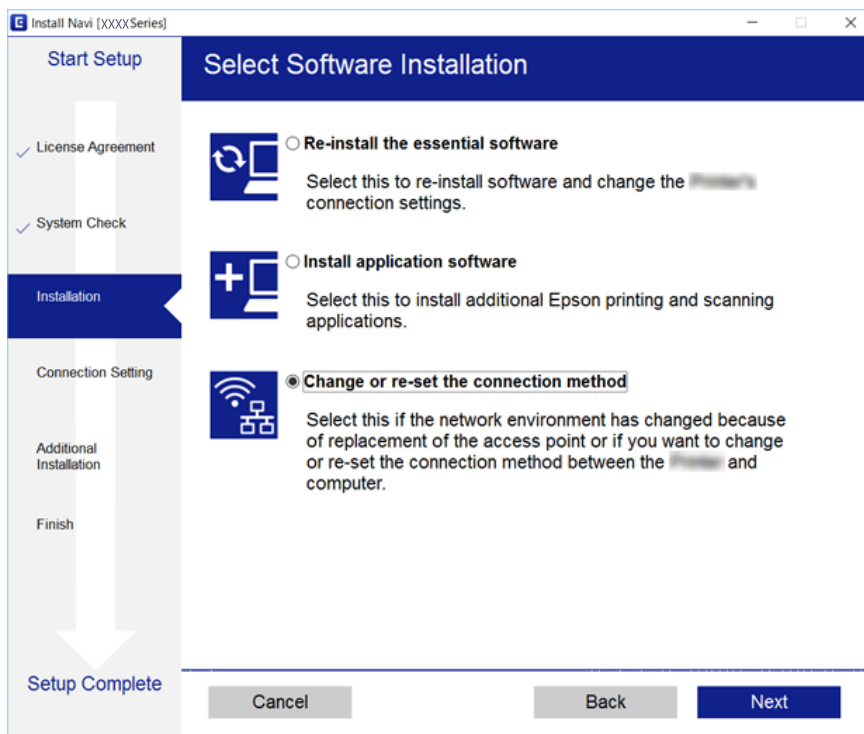 E Install Navi [XXXX Series]
Start Setup
License Agreement
System Check
Installation
Connection Setting
Additional
Installation
Finish
Setup Complete
Select Software Installation
Re-install the essential software
Select this to re-install software and change the
connection settings.
Install application software
Select this to install additional Epson printing and scanning
applications.
Change or re-set the connection method
Select this if the network environment has changed because
of replacement of the access point or if you want to change
or re-set the connection method between the and
computer.
Cancel
Back
Next